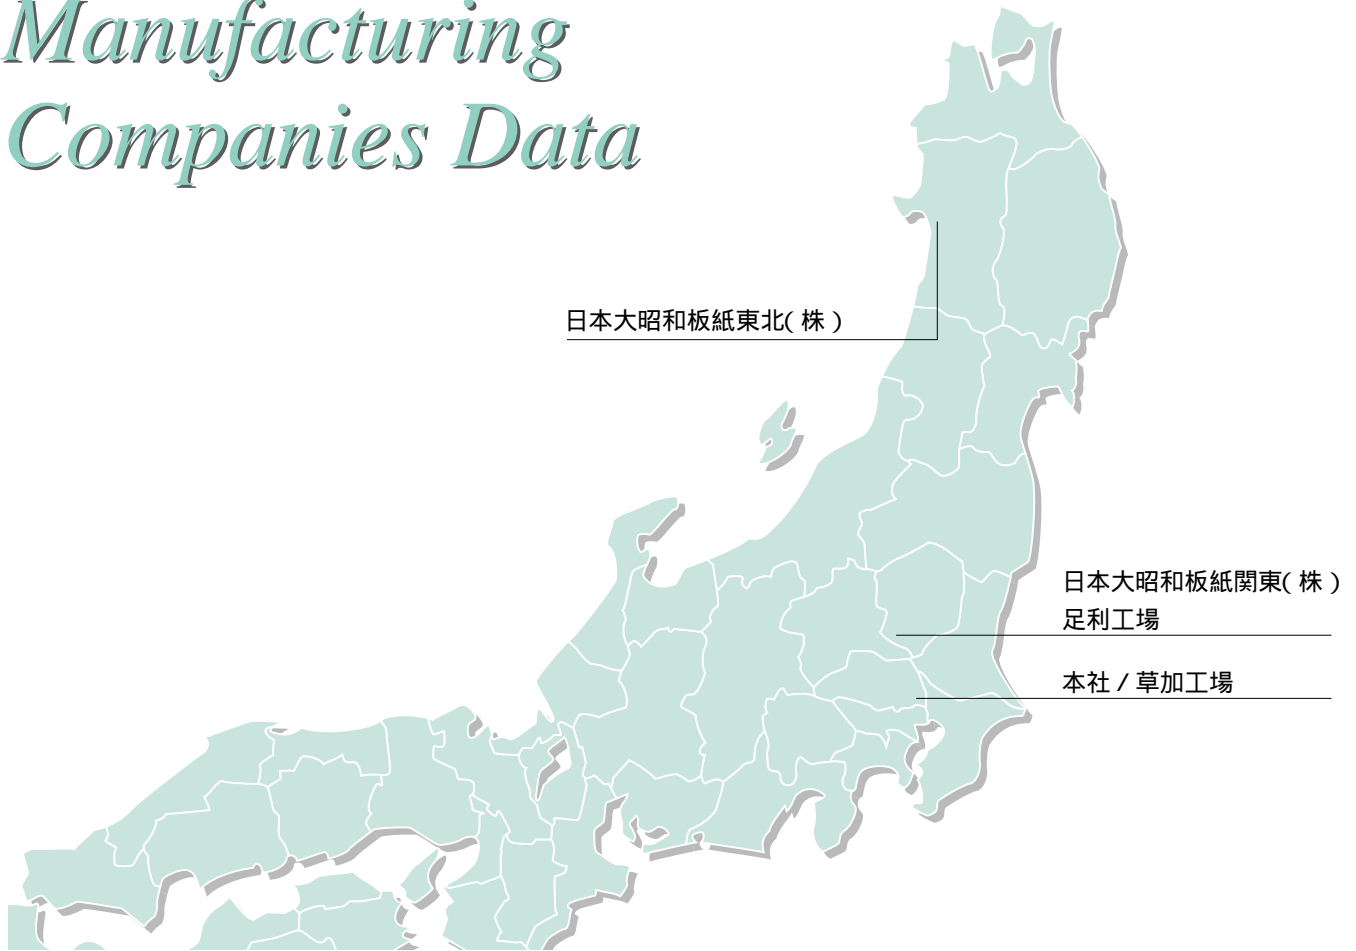 Manufacturing
Companies Data
日本大昭和板紙東北(株)
日本大昭和板紙関東(株)
足利工場
本社/草加工場